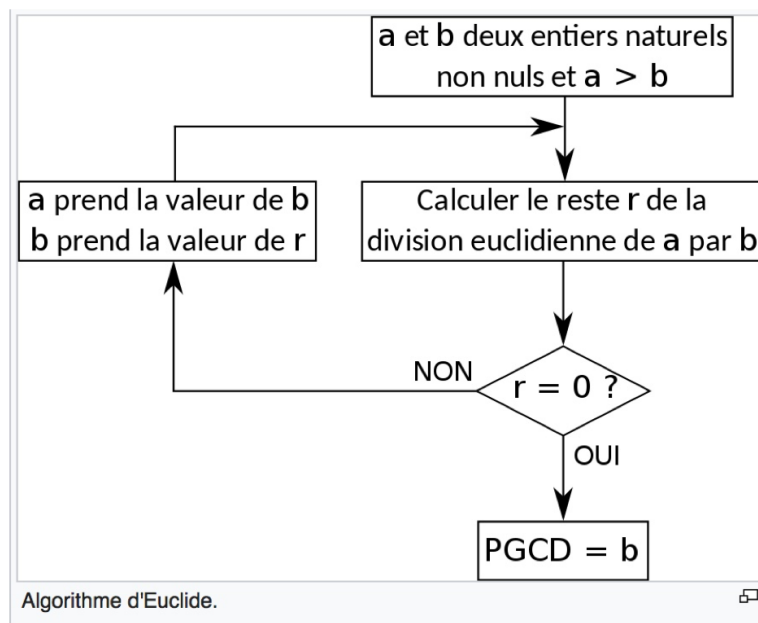 a et b deux entiers naturels
non nuls et a > b
a prend la valeur de b
b prend la valeur de r
Calculer le reste r de la
division euclidienne de a par b
NON
r = 0 ?
OUI
PGCD = b
Algorithme d'Euclide.